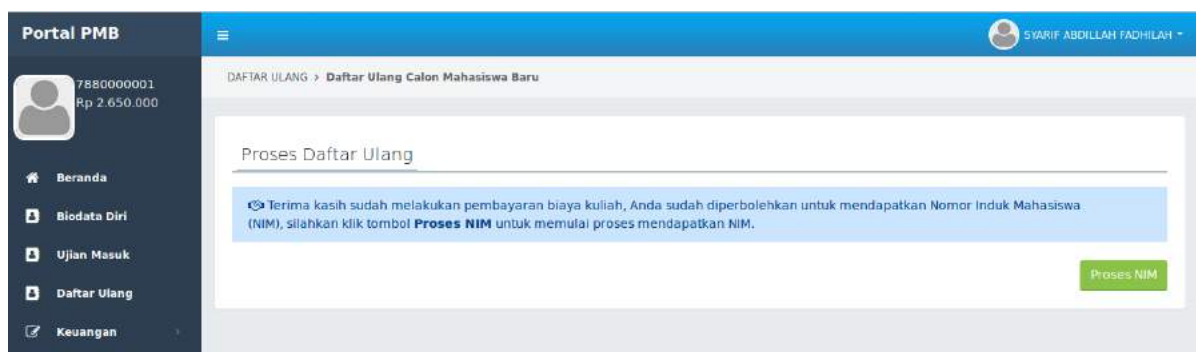 Portal PMB
SYARIF ABDILLAH FADHILAH
7880000001
Rp 2.650.000
DAFTAR ULANG > Daftar Ulang Calon Mahasiswa Baru
Proses Daftar Ulang
Terima kasih sudah melakukan pembayaran biaya kuliah, Anda sudah diperbolehkan untuk mendapatkan Nomor Induk Mahasiswa
(NIM), silahkan klik tombol Proses NIM untuk memulai proses mendapatkan NIM.
Proses NIM
Beranda
Biodata Diri
Ujian Masuk
Daftar Ulang
Keuangan